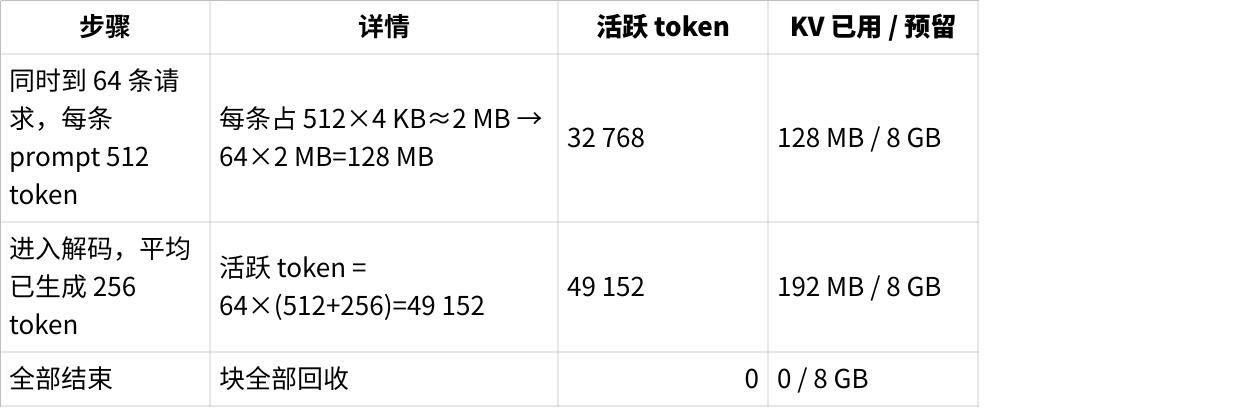 步骤 详情 活跃 token KV 已用 / 预留
同时到 64 条请
求，每条
prompt 512
token
每条占 512×4 KB≈2 MB →
64×2 MB=128 MB
32 768
128 MB / 8 GB
进入解码，平均
已生成 256
token
活跃 token =
64×(512+256)=49 152
49 152
192 MB / 8 GB
全部结束 块全部回收 0 0 / 8 GB